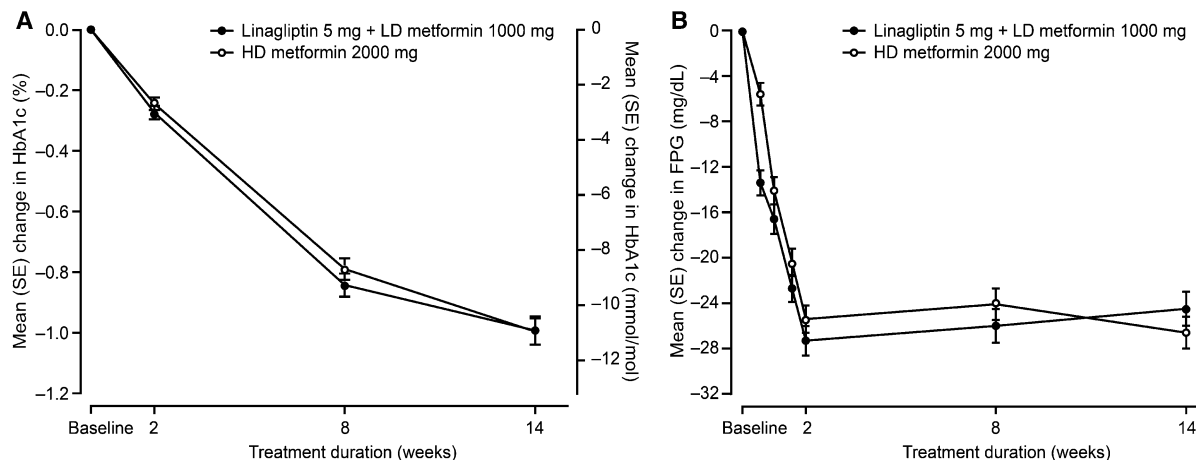 A
Linagliptin 5 mg + LD metformin 1000 mg
HD metformin 2000 mg
Mean (SE) change in HbA1c (%)
0.0
–0.2
–0.4
–0.6
–0.8
–1.0
–1.2
Mean (SE) change in HbA1c (mmol/mol)
0
–2
–4
–6
–8
–10
–12
Baseline 2 8 14
Treatment duration (weeks)
B
Linagliptin 5 mg + LD metformin 1000 mg
HD metformin 2000 mg
Mean (SE) change in FPG (mg/dL)
0
–4
–8
–12
–16
–20
–24
–28
–32
Baseline 2 8 14
Treatment duration (weeks)